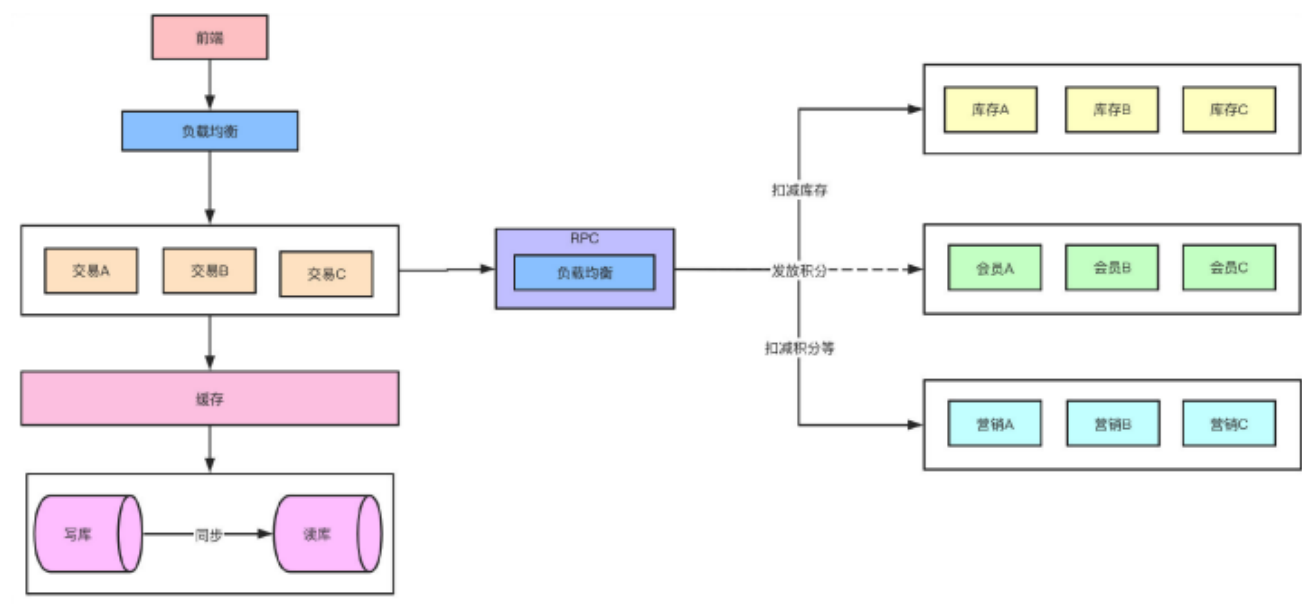 前端
负载均衡
交易A
交易B
交易C
RPC
负载均衡
扣减库存
发放积分
扣减积分等
库存A
库存B
库存C
会员A
会员B
会员C
营销A
营销B
营销C
缓存
写库
同步
读库